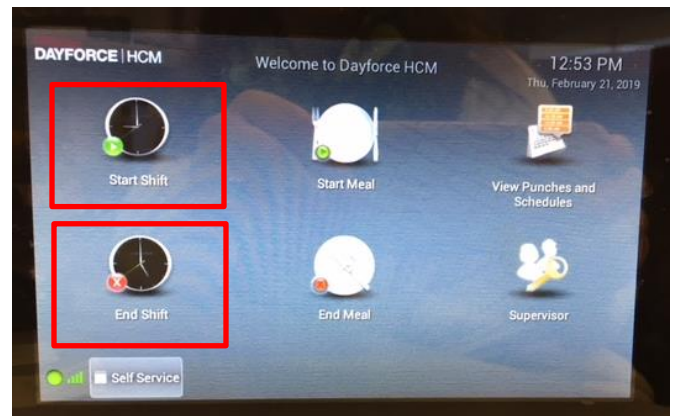 DAYFORCE | HCM
Welcome to Dayforce HCM
12:53 PM
Thu, February 21, 2019
Start Shift
Start Meal
View Punches and
Schedules
End Shift
End Meal
Supervisor
Self Service